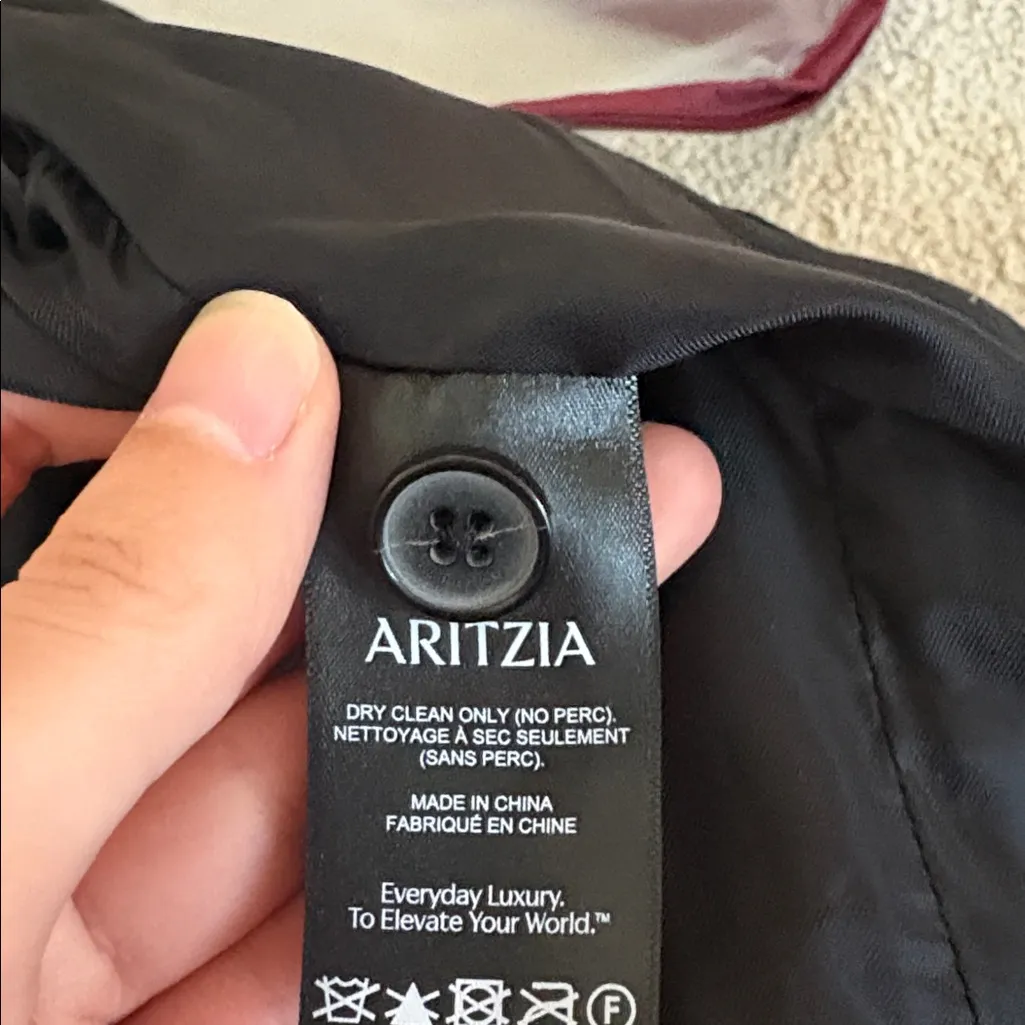 ARITZIA
DRY CLEAN ONLY (NO PERC).
NETTOYAGE À SEC SEULEMENT
(SANS PERC).
MADE IN CHINA
FABRIQUÉ EN CHINE
Everyday Luxury.
To Elevate Your World.™
F